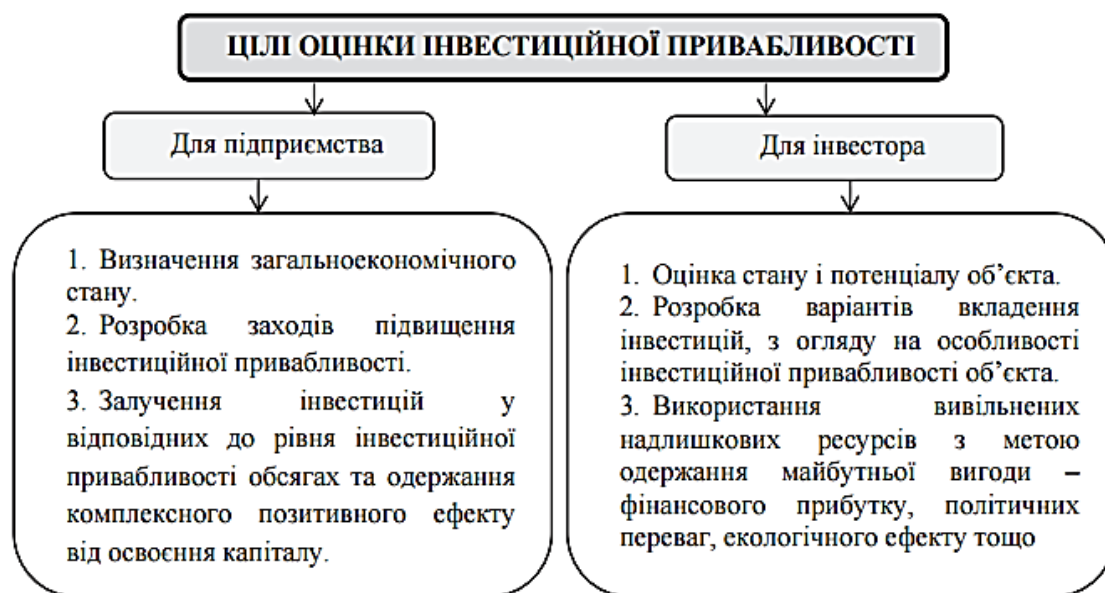 ЦІЛІ ОЦІНКИ ІНВЕСТИЦІЙНОЇ ПРИВАБЛИВОСТІ
Для підприємства
1. Визначення загальноекономічного
стану.
2. Розробка заходів підвищення
інвестиційної привабливості.
3. Залучення інвестицій у
відповідних до рівня інвестиційної
привабливості обсягах та одержання
комплексного позитивного ефекту
від освоєння капіталу.
Для інвестора
1. Оцінка стану і потенціалу об’єкта.
2. Розробка варіантів вкладення
інвестицій, з огляду на особливості
інвестиційної привабливості об’єкта.
3. Використання вивільнених
надлишкових ресурсів з метою
одержання майбутньої вигоди –
фінансового прибутку, політичних
переваг, екологічного ефекту тощо